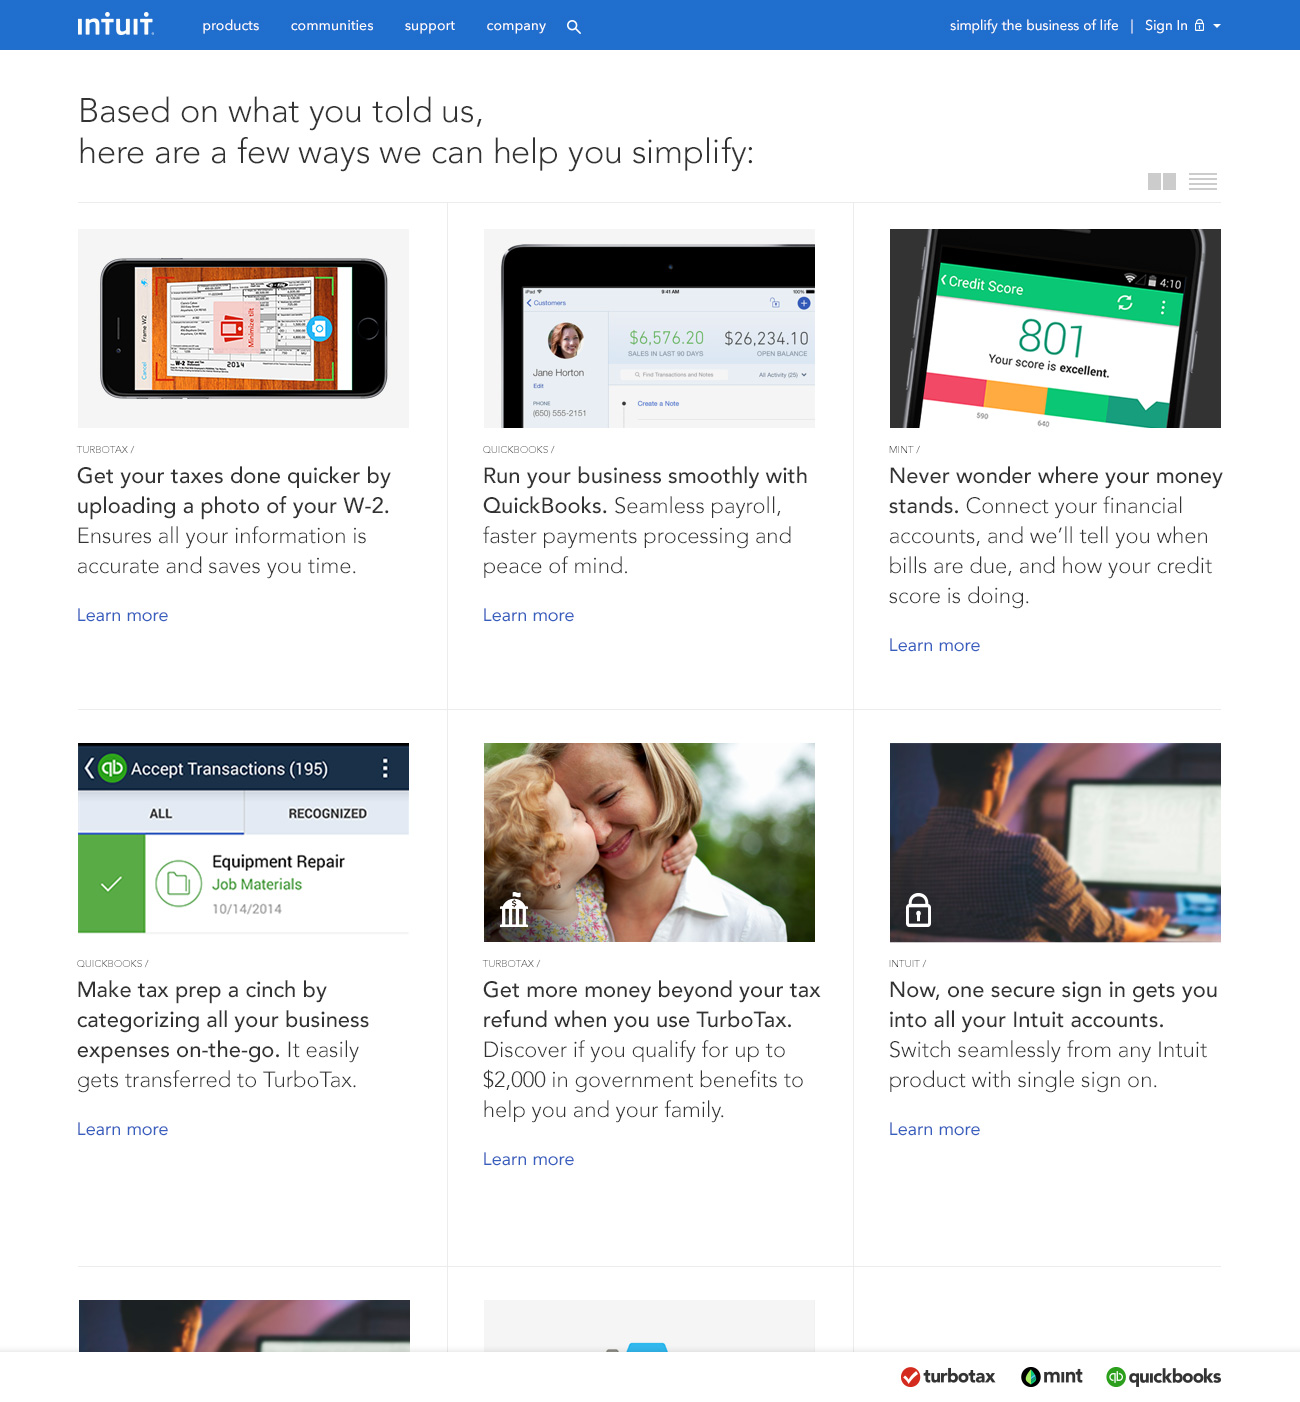 intuit
products communities support company
simplify the business of life | Sign In
Based on what you told us,
here are a few ways we can help you simplify:
Frame W2
Cancel
Minimize tilt
W-2
2014
iPad 9:41 AM 100%
Customers
$6,576.20 $26,234.10
SALES IN LAST 90 DAYS OPEN BALANCE
Jane Horton
Edit
Find Transactions and Notes All Activity (25)
PHONE
(650) 555-2151
Create a Note
4:10
Credit Score
801
Your score is excellent.
590
640
TURBOTAX /
Get your taxes done quicker by
uploading a photo of your W-2.
Ensures all your information is
accurate and saves you time.
Learn more
QUICKBOOKS /
Run your business smoothly with
QuickBooks. Seamless payroll,
faster payments processing and
peace of mind.
Learn more
MINT /
Never wonder where your money
stands. Connect your financial
accounts, and we’ll tell you when
bills are due, and how your credit
score is doing.
Learn more
qb Accept Transactions (195)
ALL RECOGNIZED
Equipment Repair
Job Materials
10/14/2014
$
QUICKBOOKS /
Make tax prep a cinch by
categorizing all your business
expenses on-the-go. It easily
gets transferred to TurboTax.
Learn more
TURBOTAX /
Get more money beyond your tax
refund when you use TurboTax.
Discover if you qualify for up to
$2,000 in government benefits to
help you and your family.
Learn more
INTUIT /
Now, one secure sign in gets you
into all your Intuit accounts.
Switch seamlessly from any Intuit
product with single sign on.
Learn more
turbotax mint qb quickbooks